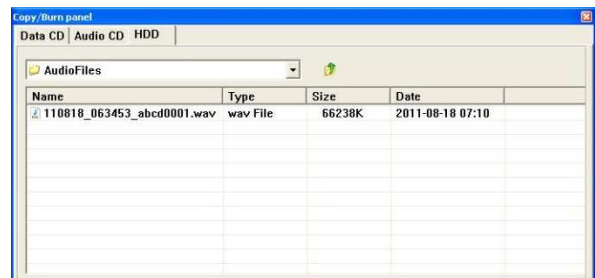 Copy/Burn panel
Data CD Audio CD HDD
AudioFiles
Name Type Size Date
110818_063453_abcd0001.wav wav File 66238K 2011-08-18 07:10